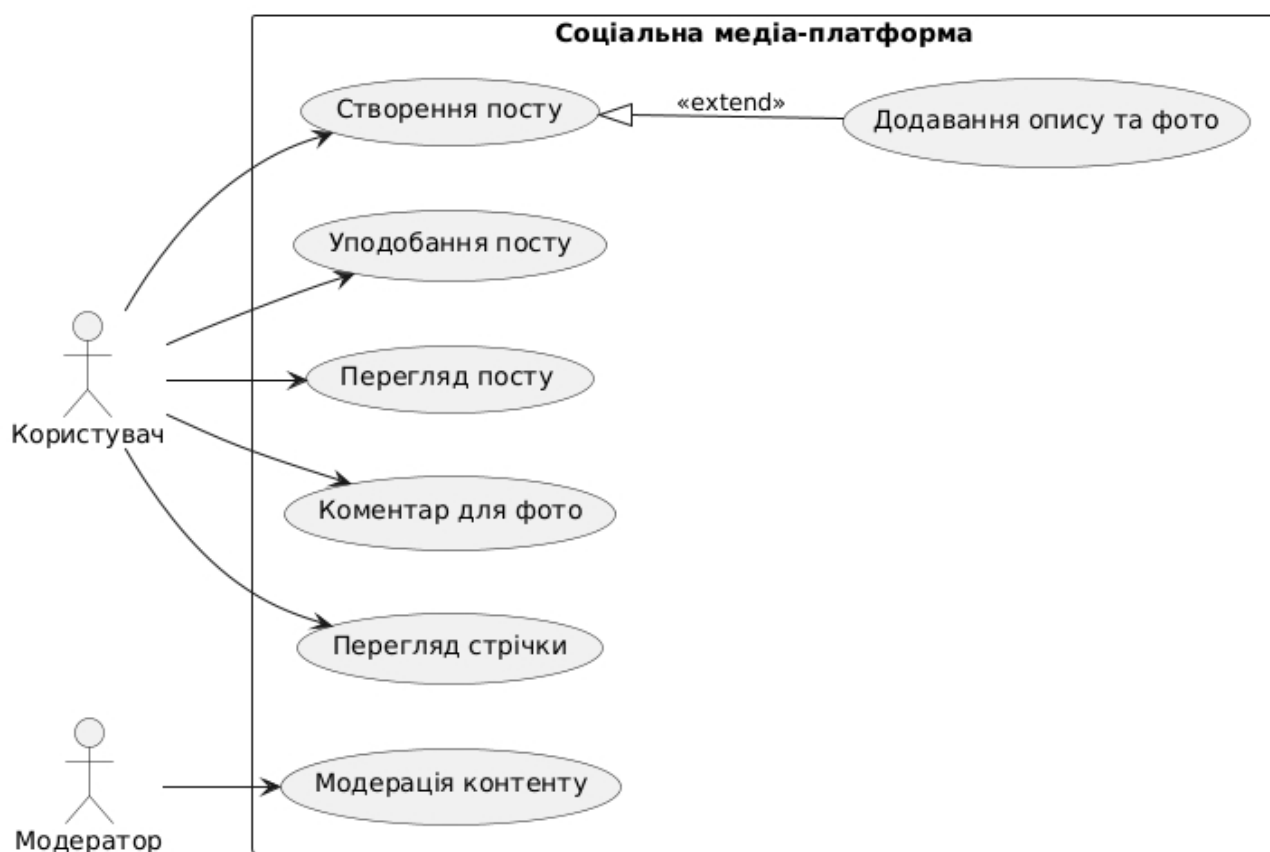 Соціальна медіа-платформа
Створення посту
«extend»
Додавання опису та фото
Уподобання посту
Перегляд посту
Користувач
Коментар для фото
Перегляд стрічки
Модерація контенту
Модератор